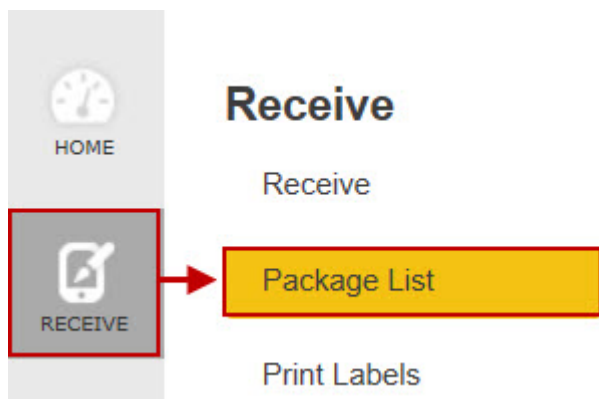 HOME
RECEIVE
Receive
Receive
Package List
Print Labels